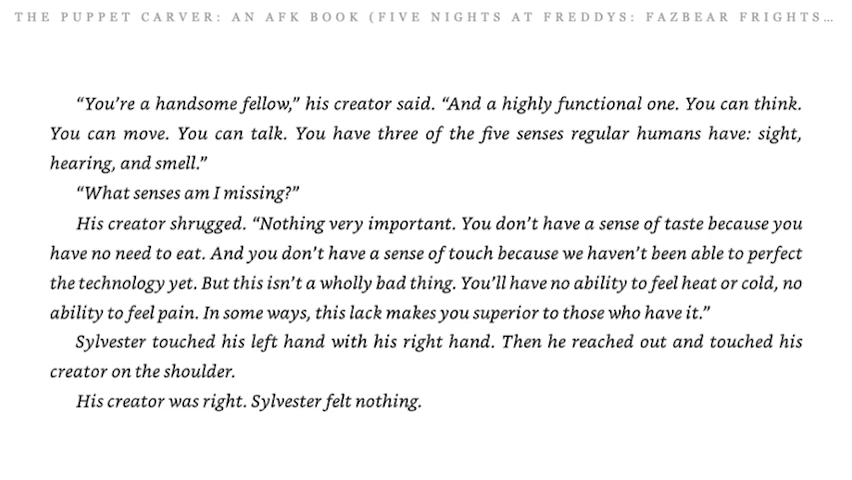 THE PUPPET CARVER: AN AFK BOOK (FIVE NIGHTS AT FREDDYS: FAZBEAR FRIGHTS…
“You’re a handsome fellow,” his creator said. “And a highly functional one. You can think.
You can move. You can talk. You have three of the five senses regular humans have: sight,
hearing, and smell.”
“What senses am I missing?”
His creator shrugged. “Nothing very important. You don’t have a sense of taste because you
have no need to eat. And you don’t have a sense of touch because we haven’t been able to perfect
the technology yet. But this isn’t a wholly bad thing. You’ll have no ability to feel heat or cold, no
ability to feel pain. In some ways, this lack makes you superior to those who have it.”
Sylvester touched his left hand with his right hand. Then he reached out and touched his
creator on the shoulder.
His creator was right. Sylvester felt nothing.